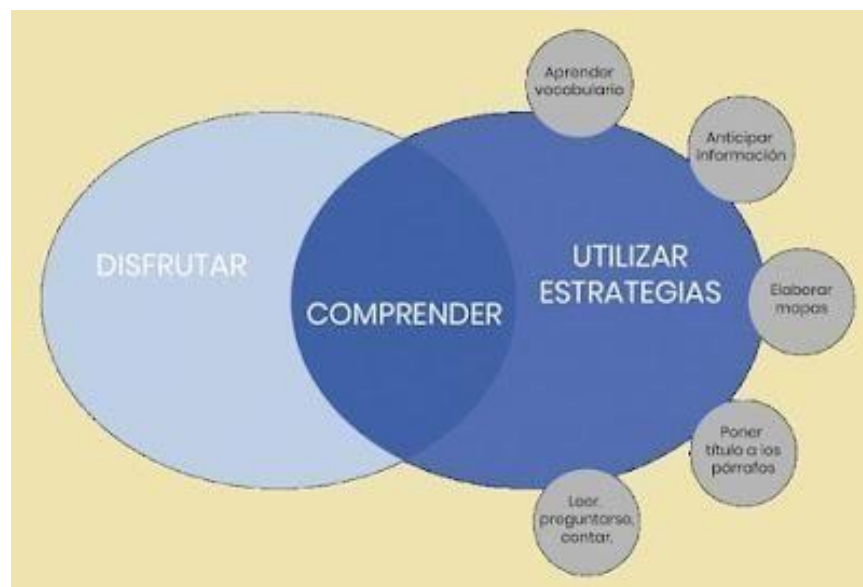 Aprender
vocabulario
Anticipar
información
DISFRUTAR
UTILIZAR
ESTRATEGIAS
COMPRENDER
Elaborar
mapas
Poner
título a los
párrafos
Leer,
preguntarse,
contar.